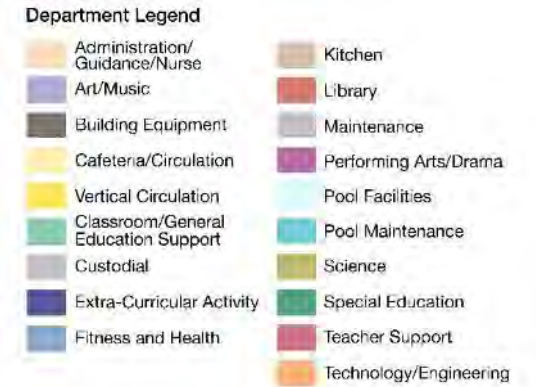 Department Legend
Administration/
Guidance/Nurse
Art/Music
Building Equipment
Cafeteria/Circulation
Vertical Circulation
Classroom/General
Education Support
Custodial
Extra-Curricular Activity
Fitness and Health
Kitchen
Library
Maintenance
Performing Arts/Drama
Pool Facilities
Pool Maintenance
Science
Special Education
Teacher Support
Technology/Engineering